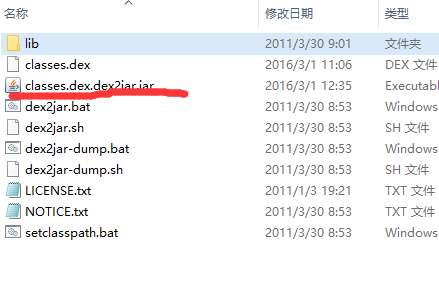 名称 修改日期 类型
lib 2011/3/30 9:01 文件夹
classes.dex 2016/3/1 11:06 DEX 文件
classes.dex.dex2jar.jar 2016/3/1 12:35 Executabl
dex2jar.bat 2011/3/30 8:53 Windows
dex2jar.sh 2011/3/30 8:53 SH 文件
dex2jar-dump.bat 2011/3/30 8:53 Windows
dex2jar-dump.sh 2011/3/30 8:53 SH 文件
LICENSE.txt 2011/1/3 19:21 TXT 文件
NOTICE.txt 2011/3/30 8:53 TXT 文件
setclasspath.bat 2011/3/30 8:53 Windows